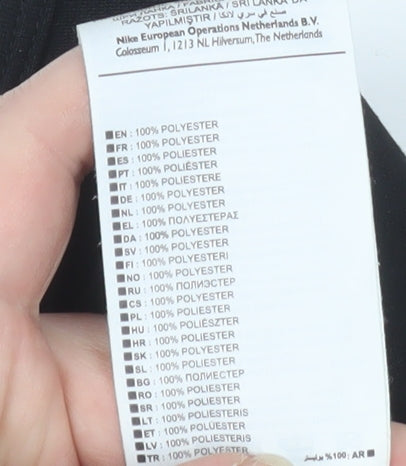 RAZOTS: SRILANKA / SRI LANKA DA
YAPILMIŞTIR / صنع في سري لانكا
Nike European Operations Netherlands B.V.
Colosseum 1, 1213 NL Hilversum, The Netherlands
EN : 100% POLYESTER
FR : 100% POLYESTER
ES : 100% POLIESTER
PT : 100% POLIÉSTER
IT : 100% POLIESTERE
DE : 100% POLYESTER
NL : 100% POLYESTER
EL : 100% ΠΟΛΥΕΣΤΕΡΑΣ
DA : 100% POLYESTER
SV : 100% POLYESTER
FI : 100% POLYESTERI
NO : 100% POLYESTER
RU : 100% ПОЛИЭСТЕР
CS : 100% POLYESTER
PL : 100% POLIESTER
HU : 100% POLIÉSZTER
HR : 100% POLIESTER
SK : 100% POLYESTER
SL : 100% POLIESTER
BG : 100% ПОЛИЕСТЕР
RO : 100% POLIESTER
SR : 100% POLIESTER
LT : 100% POLIESTERIS
ET : 100% POLÜESTER
LV : 100% POLIESTERIS
TR : 100% POLYESTER
AR : %100 بوليستر